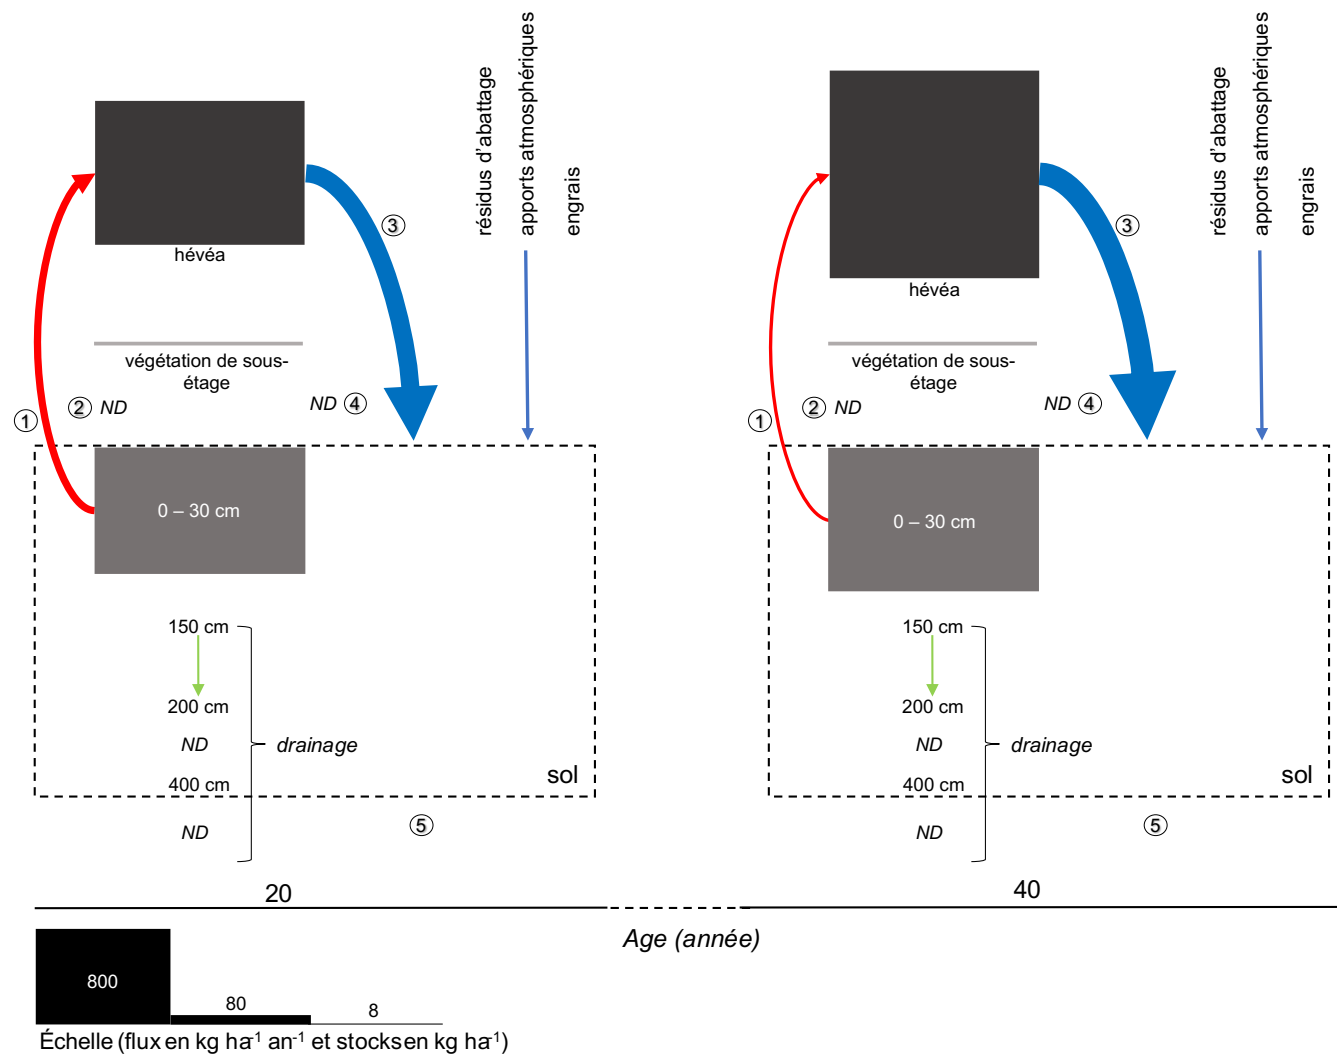 résidus d'abattage
apports atmosphériques
engrais
③
hévéa
végétation de sous-
étage
① ② ND
ND ④
0 – 30 cm
150 cm
200 cm
ND
drainage
400 cm
sol
ND
⑤
20
résidus d'abattage
apports atmosphériques
engrais
③
hévéa
végétation de sous-
étage
① ② ND
ND ④
0 – 30 cm
150 cm
200 cm
ND
drainage
400 cm
sol
ND
⑤
40
Age (année)
800
80
8
Échelle (flux en kg ha⁻¹ an⁻¹ et stocksen kg ha⁻¹)